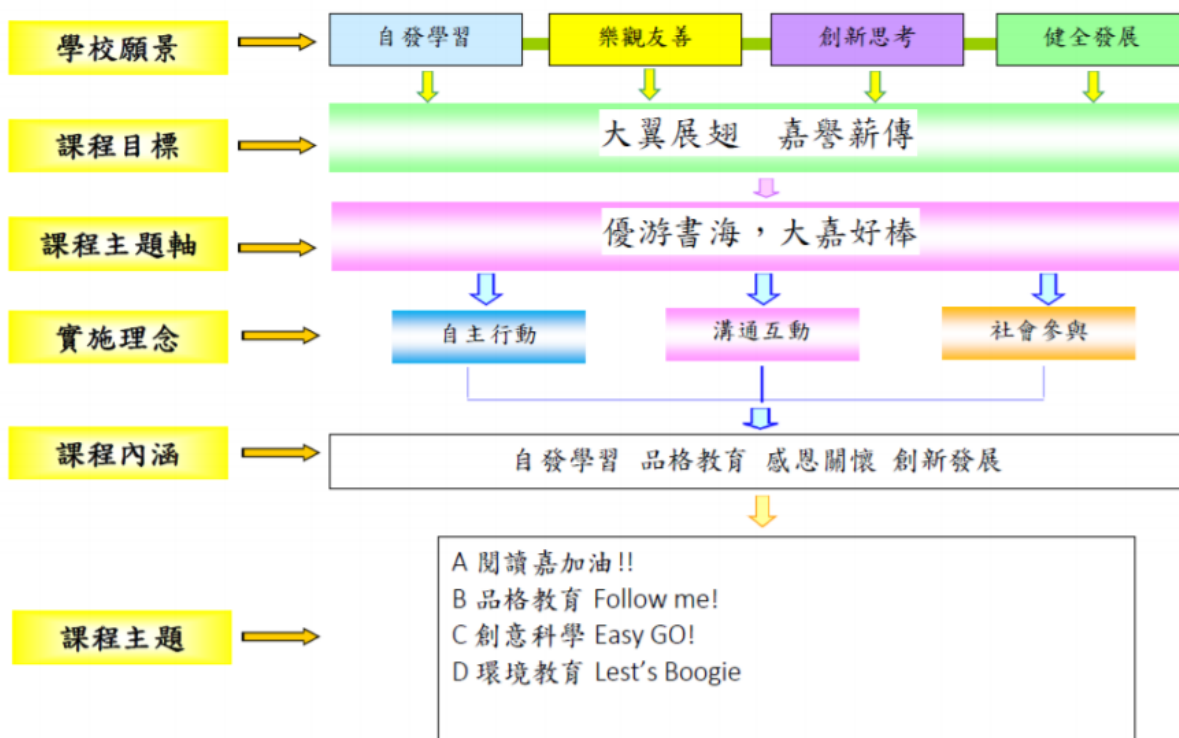 學校願景
自發學習
樂觀友善
創新思考
健全發展
課程目標
大翼展翅 嘉譽薪傳
課程主題軸
優游書海，大嘉好棒
實施理念
自主行動
溝通互動
社會參與
課程內涵
自發學習 品格教育 感恩關懷 創新發展
課程主題
A 閱讀嘉加油!!
B 品格教育 Follow me!
C 創意科學 Easy GO!
D 環境教育 Lest's Boogie